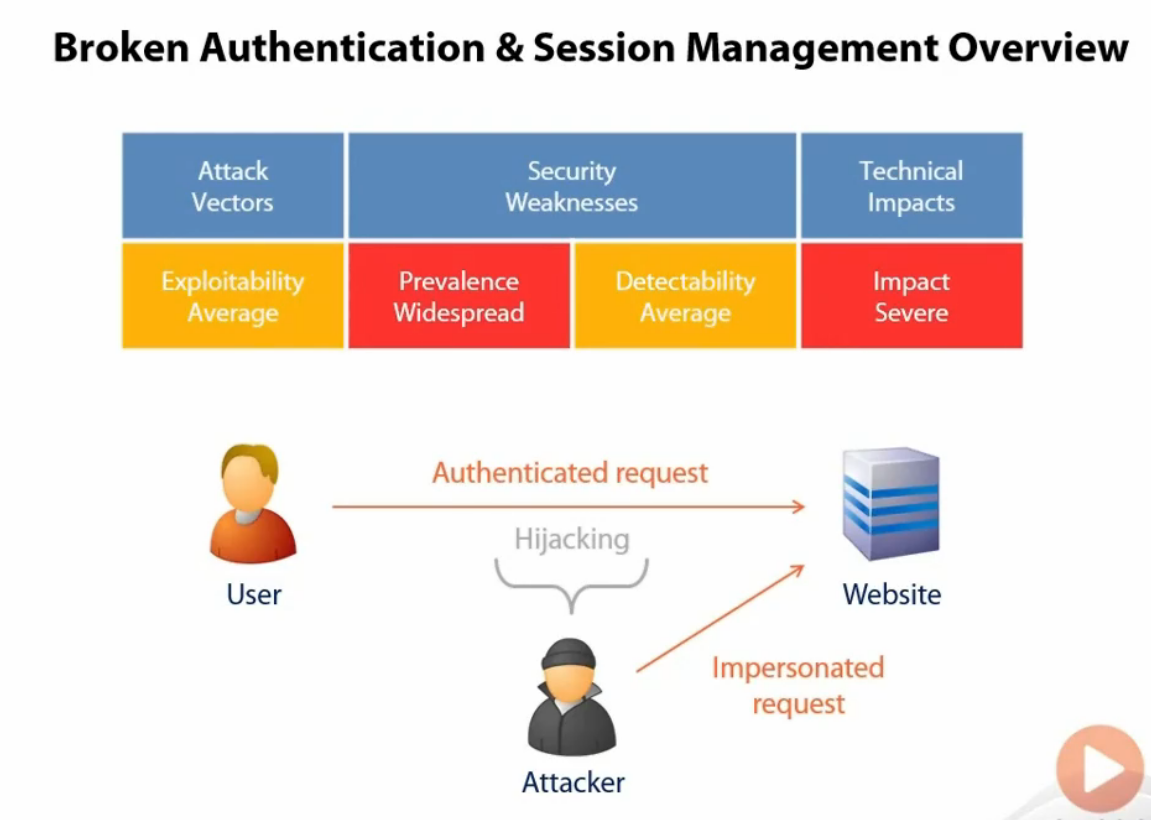 Broken Authentication & Session Management Overview
Attack
Vectors
Security
Weaknesses
Technical
Impacts
Exploitability
Average
Prevalence
Widespread
Detectability
Average
Impact
Severe
Authenticated request
Hijacking
User
Website
Impersonated
request
Attacker